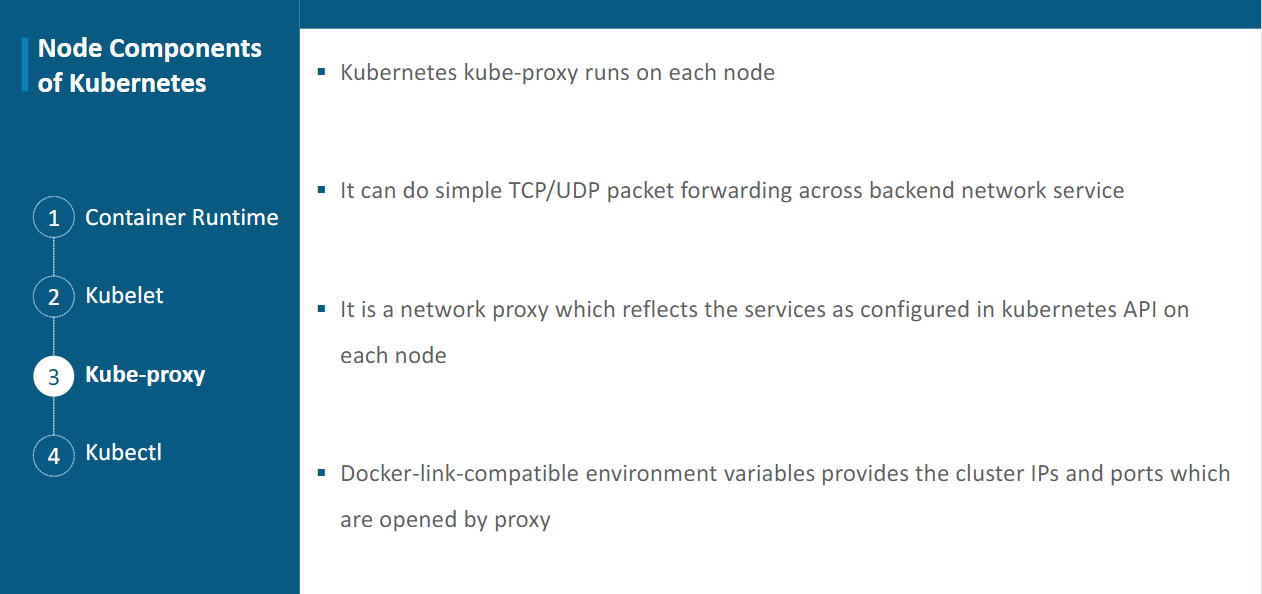 Node Components
of Kubernetes
1 Container Runtime
2 Kubelet
3 Kube-proxy
4 Kubectl
▪ Kubernetes kube-proxy runs on each node
▪ It can do simple TCP/UDP packet forwarding across backend network service
▪ It is a network proxy which reflects the services as configured in kubernetes API on
each node
▪ Docker-link-compatible environment variables provides the cluster IPs and ports which
are opened by proxy